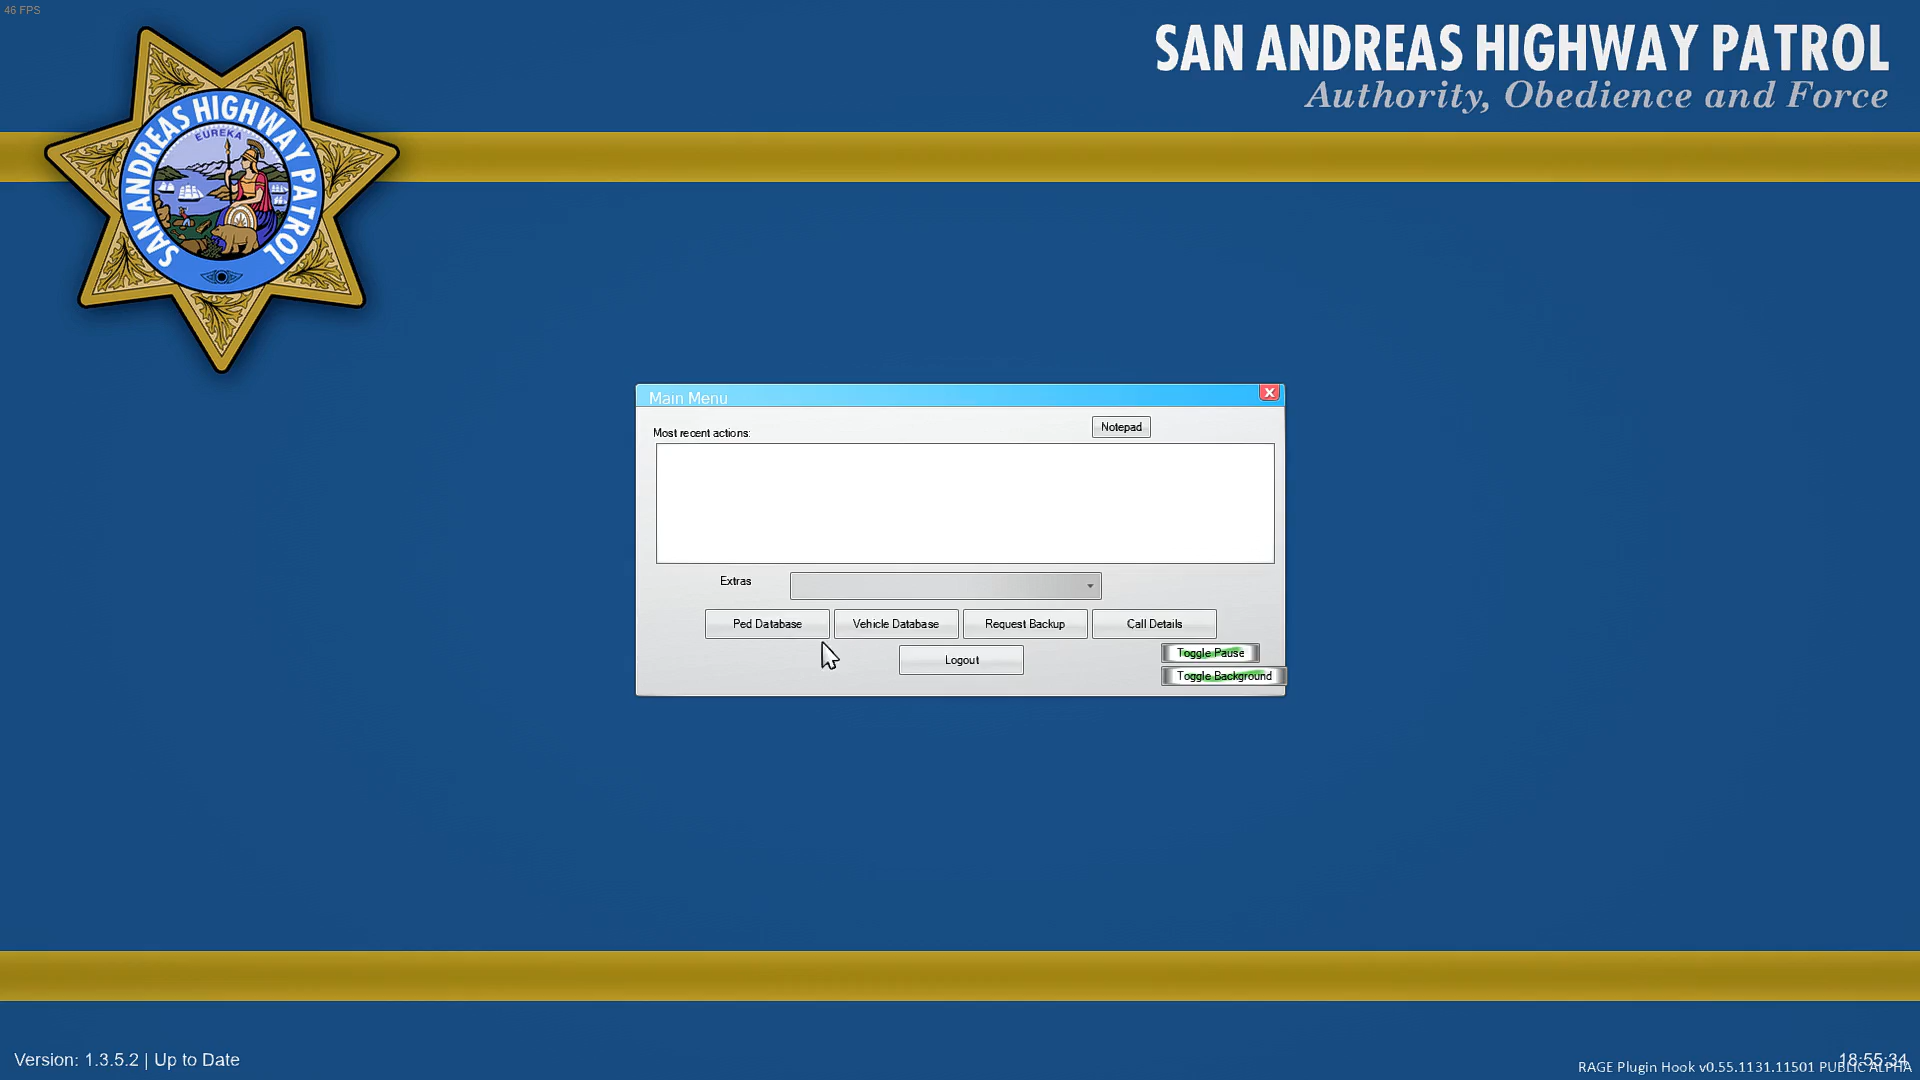 46 FPS
SAN ANDREAS HIGHWAY PATROL
Authority, Obedience and Force
SAN ANDREAS HIGHWAY PATROL
EUREKA
Main Menu
Notepad
Most recent actions:
Extras
Ped Database
Vehicle Database
Request Backup
Call Details
Logout
Toggle Pause
Toggle Background
Version: 1.3.5.2 | Up to Date
18:55:34
RAGE Plugin Hook v0.55.1131.11501 PUBLIC ALPHA